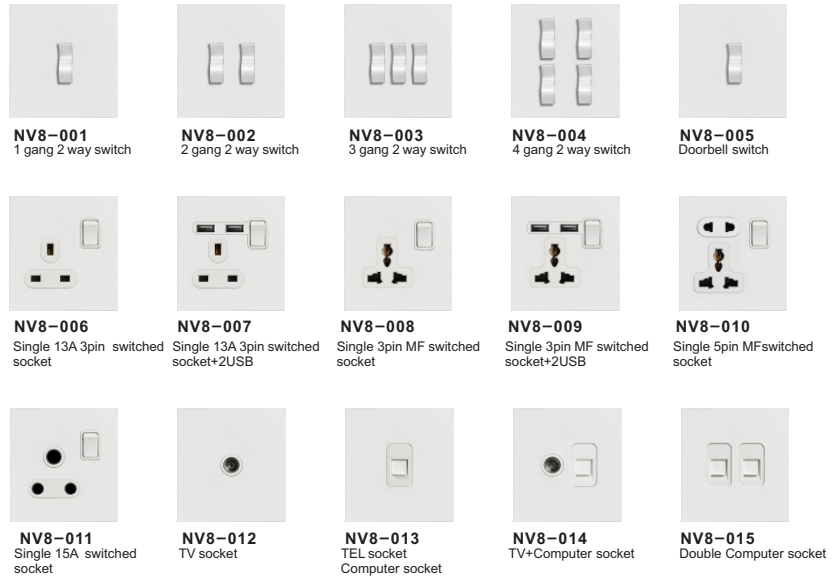 NV8-001
1 gang 2 way switch
NV8-002
2 gang 2 way switch
NV8-003
3 gang 2 way switch
NV8-004
4 gang 2 way switch
NV8-005
Doorbell switch
NV8-006
Single 13A 3pin switched
socket
NV8-007
Single 13A 3pin switched
socket+2USB
NV8-008
Single 3pin MF switched
socket
NV8-009
Single 3pin MF switched
socket+2USB
NV8-010
Single 5pin MFswitched
socket
NV8-011
Single 15A switched
socket
NV8-012
TV socket
NV8-013
TEL socket
Computer socket
NV8-014
TV+Computer socket
NV8-015
Double Computer socket